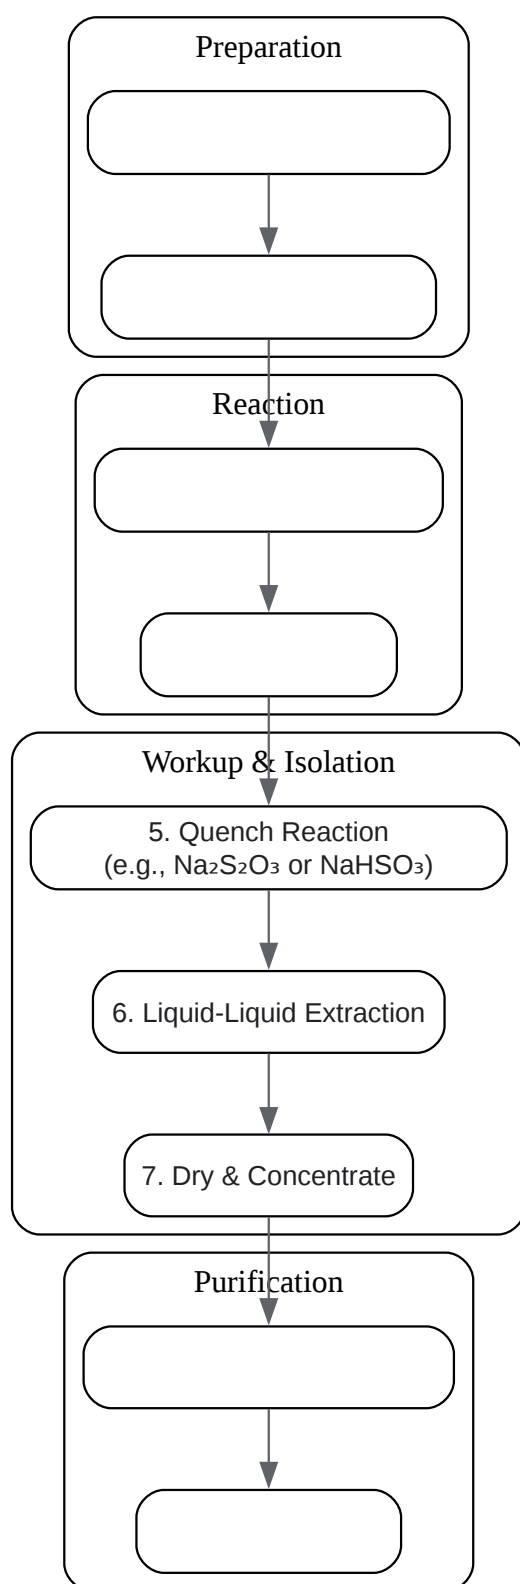 Preparation
Reaction
Workup & Isolation
5. Quench Reaction
(e.g., Na₂S₂O₃ or NaHSO₃)
6. Liquid-Liquid Extraction
7. Dry & Concentrate
Purification